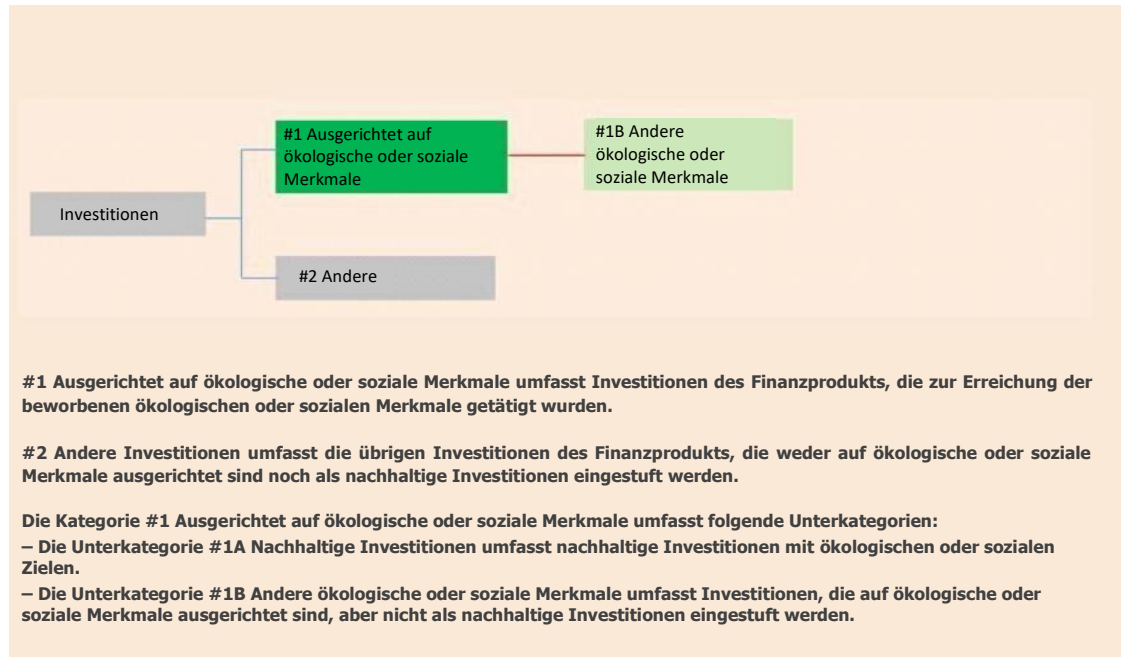 #1 Ausgerichtet auf
ökologische oder soziale
Merkmale
#1B Andere
ökologische oder
soziale Merkmale
Investitionen
#2 Andere
#1 Ausgerichtet auf ökologische oder soziale Merkmale umfasst Investitionen des Finanzprodukts, die zur Erreichung der
beworbenen ökologischen oder sozialen Merkmale getätigt wurden.
#2 Andere Investitionen umfasst die übrigen Investitionen des Finanzprodukts, die weder auf ökologische oder soziale
Merkmale ausgerichtet sind noch als nachhaltige Investitionen eingestuft werden.
Die Kategorie #1 Ausgerichtet auf ökologische oder soziale Merkmale umfasst folgende Unterkategorien:
– Die Unterkategorie #1A Nachhaltige Investitionen umfasst nachhaltige Investitionen mit ökologischen oder sozialen
Zielen.
– Die Unterkategorie #1B Andere ökologische oder soziale Merkmale umfasst Investitionen, die auf ökologische oder
soziale Merkmale ausgerichtet sind, aber nicht als nachhaltige Investitionen eingestuft werden.